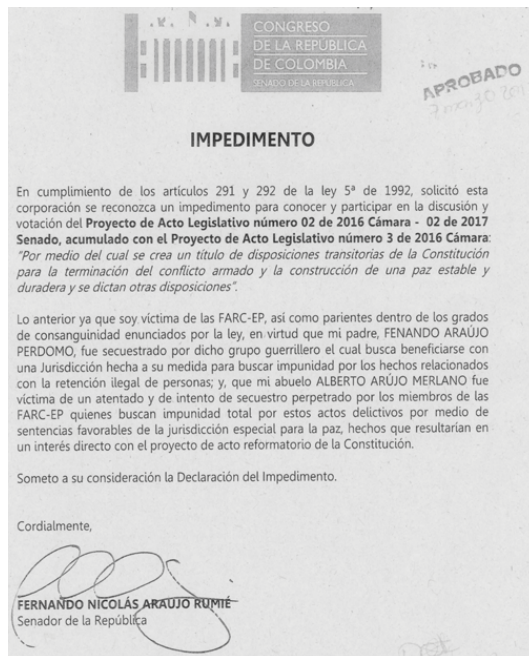 CONGRESO
DE LA REPÚBLICA
DE COLOMBIA
SENADO DE LA REPÚBLICA
APROBADO
IMPEDIMENTO
En cumplimiento de los artículos 291 y 292 de la ley 5ª de 1992, solicitó esta
corporación se reconozca un impedimento para conocer y participar en la discusión y
votación del Proyecto de Acto Legislativo número 02 de 2016 Cámara - 02 de 2017
Senado, acumulado con el Proyecto de Acto Legislativo número 3 de 2016 Cámara:
"Por medio del cual se crea un título de disposiciones transitorias de la Constitución
para la terminación del conflicto armado y la construcción de una paz estable y
duradera y se dictan otras disposiciones".
Lo anterior ya que soy víctima de las FARC-EP, así como parientes dentro de los grados
de consanguinidad enunciados por la ley, en virtud que mi padre, FENANDO ARAÚJO
PERDOMO, fue secuestrado por dicho grupo guerrillero el cual busca beneficiarse con
una Jurisdicción hecha a su medida para buscar impunidad por los hechos relacionados
con la retención ilegal de personas; y, que mi abuelo ALBERTO ARÚJO MERLANO fue
víctima de un atentado y de intento de secuestro perpetrado por los miembros de las
FARC-EP quienes buscan impunidad total por estos actos delictivos por medio de
sentencias favorables de la jurisdicción especial para la paz, hechos que resultarían en
un interés directo con el proyecto de acto reformatorio de la Constitución.
Someto a su consideración la Declaración del Impedimento.
Cordialmente,
FERNANDO NICOLÁS ARAÚJO RUMIÉ
Senador de la República